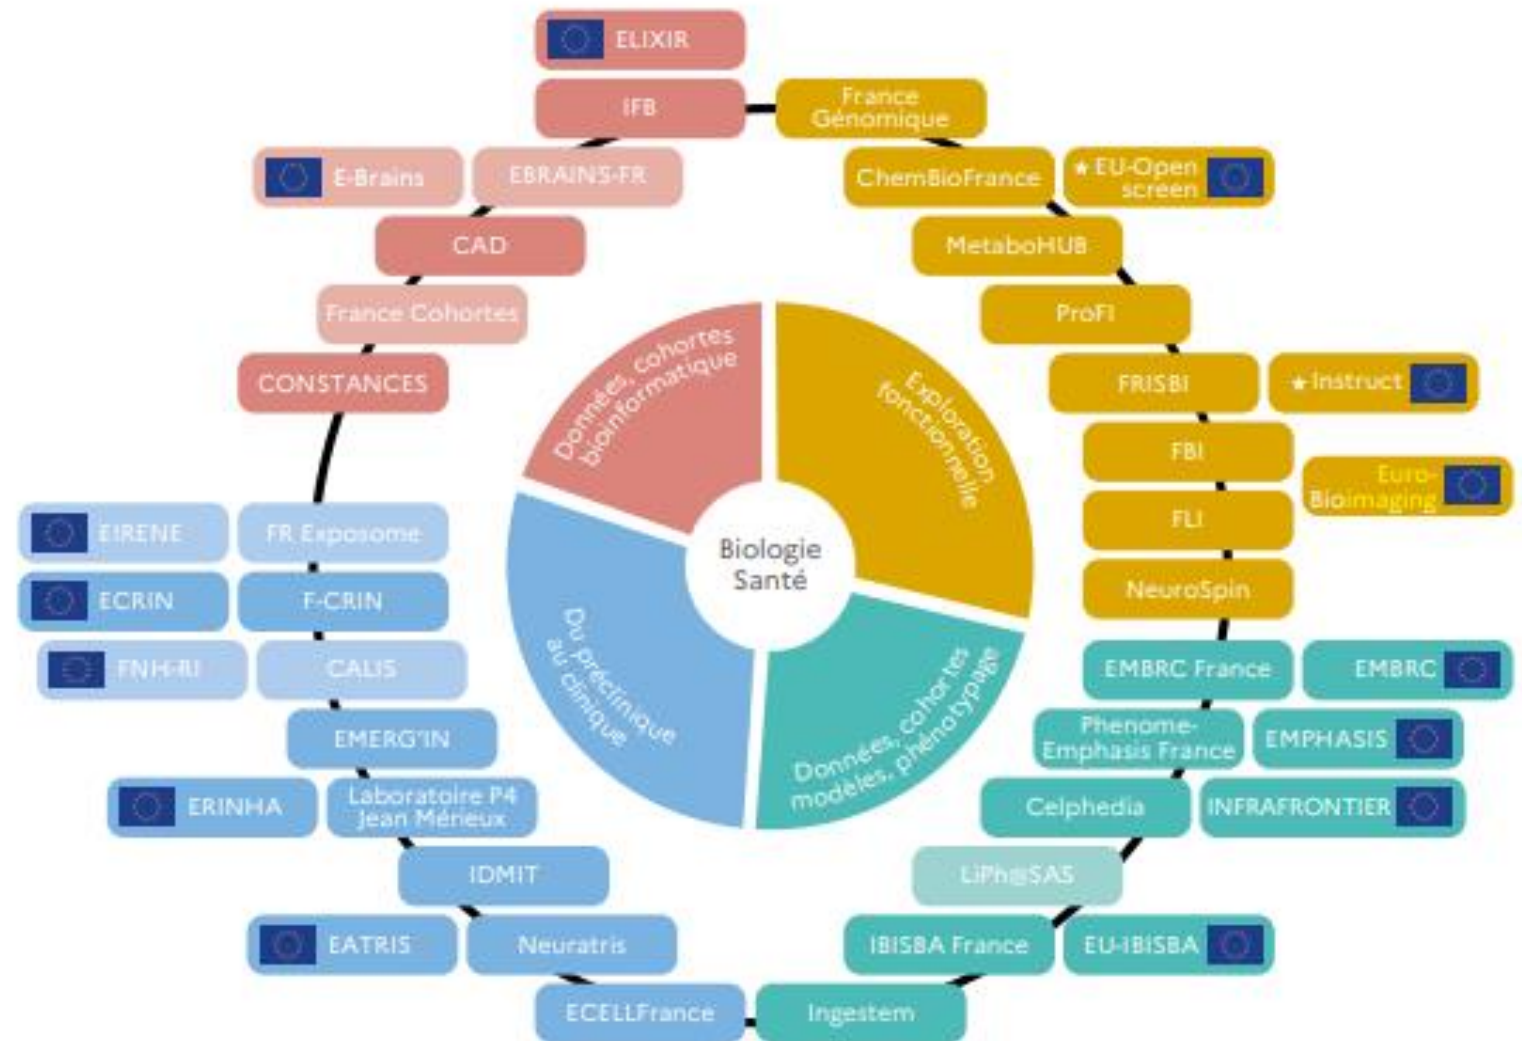 ELIXIR
IFB
France
Génomique
E-Brains
EBRAINS-FR
ChemBioFrance
★ EU-Open
screen
CAD
MetaboHUB
France Cohortes
ProFI
CONSTANCES
FRISBI
★ Instruct
FBI
Euro-
Bioimaging
FLI
NeuroSpin
EIRENE
FR Exposome
ECRIN
F-CRIN
FNH-RI
CALIS
EMBRC France
EMBRC
EMERG'IN
Phenome-
Emphasis France
EMPHASIS
ERINHA
Laboratoire P4
Jean Mérieux
Celphedia
INFRAFRONTIER
IDMIT
LiPh@SAS
EATRIS
Neuratris
IBISBA France
EU-IBISBA
ECELLFrance
Ingestem
Données, cohortes
bioinformatique
Exploration
fonctionnelle
Biologie
Santé
Du préclinique
au clinique
Données, cohortes
modèles, phénotypage